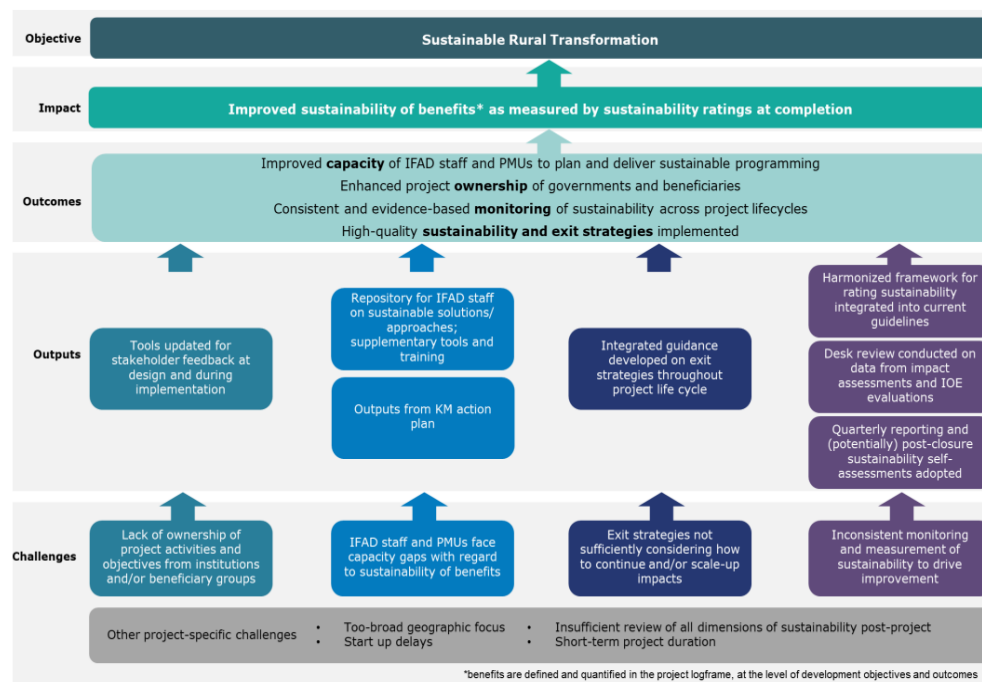 Objective
Sustainable Rural Transformation
Impact
Improved sustainability of benefits* as measured by sustainability ratings at completion
Outcomes
Improved capacity of IFAD staff and PMUs to plan and deliver sustainable programming
Enhanced project ownership of governments and beneficiaries
Consistent and evidence-based monitoring of sustainability across project lifecycles
High-quality sustainability and exit strategies implemented
Outputs
Tools updated for
stakeholder feedback at
design and during
implementation
Repository for IFAD staff
on sustainable solutions/
approaches;
supplementary tools and
training
Outputs from KM action
plan
Integrated guidance
developed on exit
strategies throughout
project life cycle
Harmonized framework for
rating sustainability
integrated into current
guidelines
Desk review conducted on
data from impact
assessments and IOE
evaluations
Quarterly reporting and
(potentially) post-closure
sustainability self-
assessments adopted
Challenges
Lack of ownership of
project activities and
objectives from institutions
and/or beneficiary groups
IFAD staff and PMUs face
capacity gaps with regard
to sustainability of benefits
Exit strategies not
sufficiently considering how
to continue and/or scale-up
impacts
Inconsistent monitoring
and measurement of
sustainability to drive
improvement
Other project-specific challenges
• Too-broad geographic focus
• Start up delays
• Insufficient review of all dimensions of sustainability post-project
• Short-term project duration
*benefits are defined and quantified in the project logframe, at the level of development objectives and outcomes